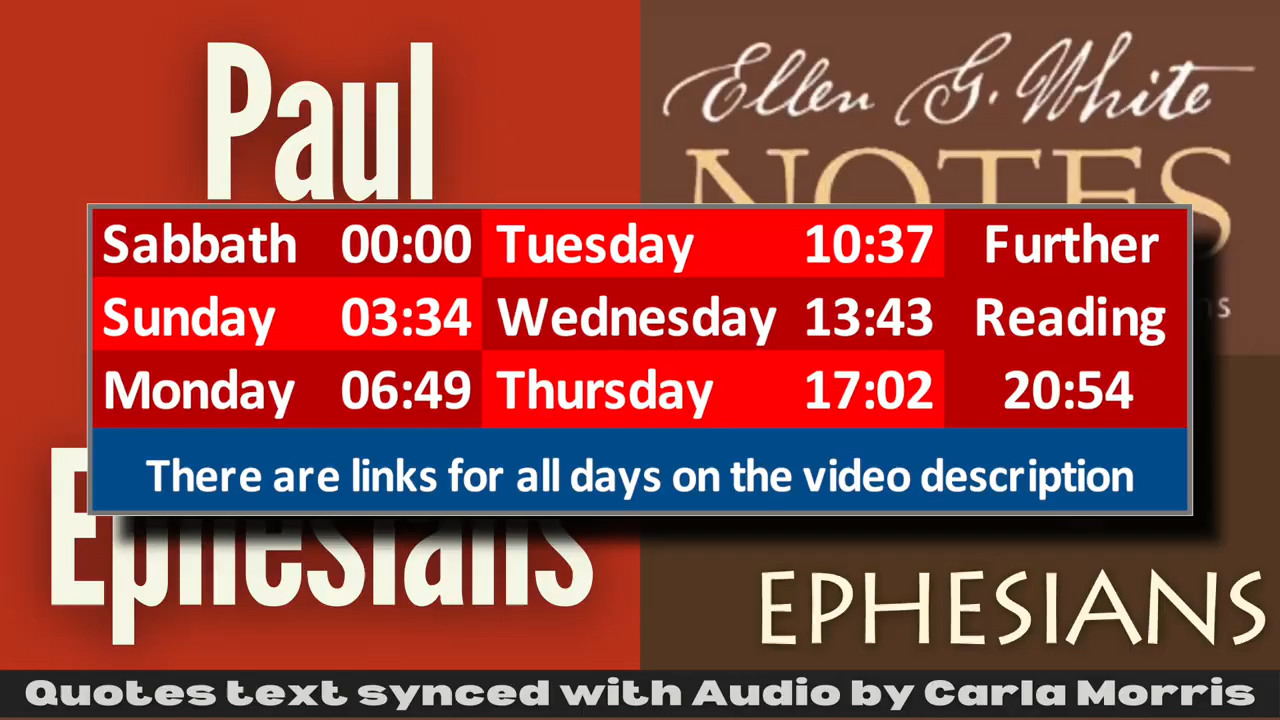 Paul
Ellen G. White
NOTES
Sabbath 00:00 Tuesday 10:37 Further
Sunday 03:34 Wednesday 13:43 Reading
Monday 06:49 Thursday 17:02 20:54
There are links for all days on the video description
Ephesians
EPHESIANS
Quotes text synced with Audio by Carla Morris